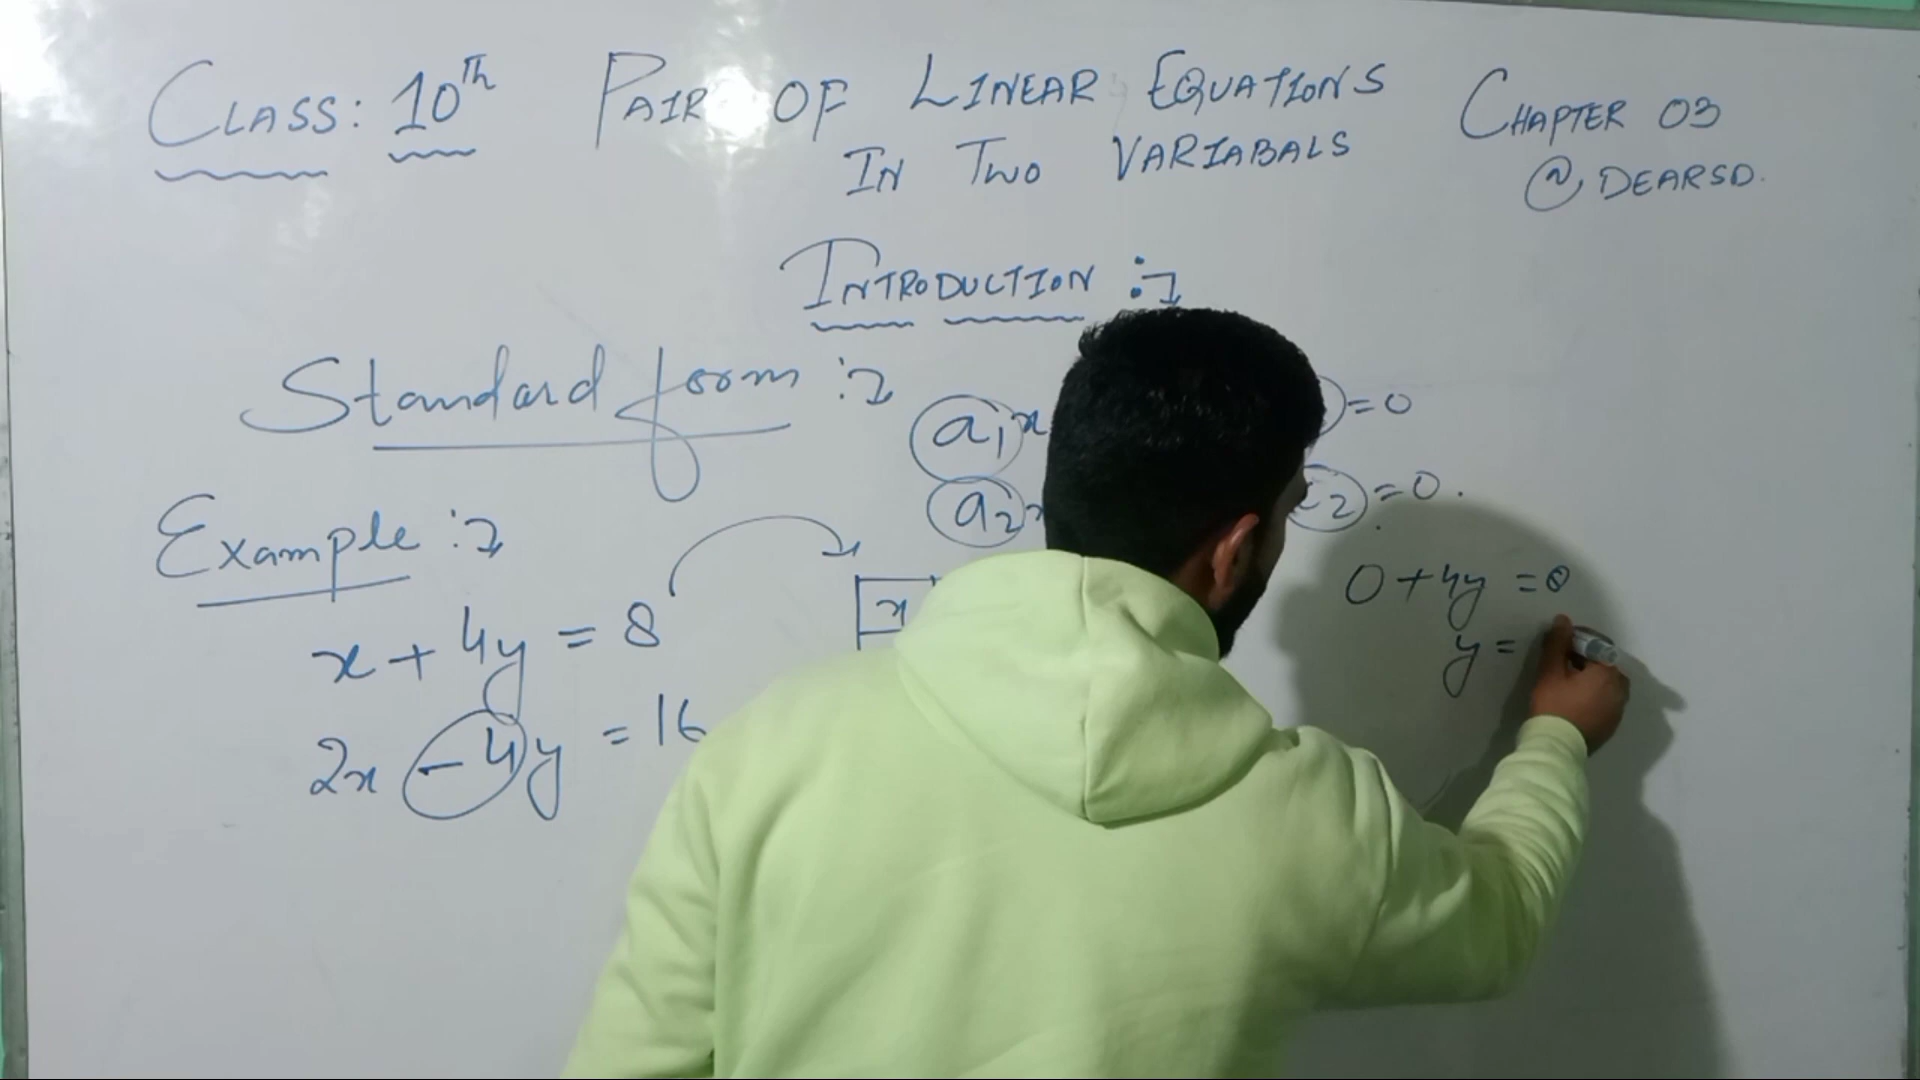 CLASS: 10Th PAIR OF LINEAR EQUATIONS
IN TWO VARIABALS
CHAPTER 03
@DEARSD.
INTRODUCTION :-
Standard form :-
a₁x =0
a₂x c₂ =0.
Example :-
x + 4y = 8
2x - 4y = 16
x
0 + 4y = 8
y =